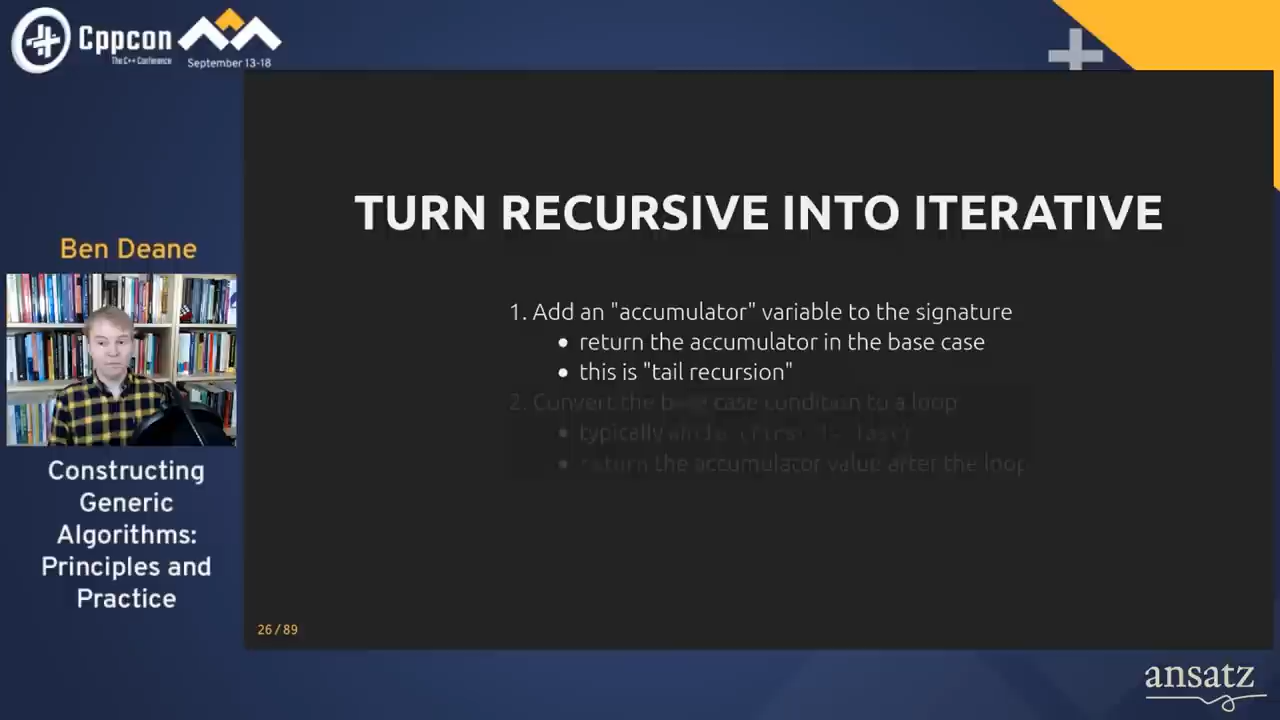 Cppcon
The C++ Conference
September 13-18
TURN RECURSIVE INTO ITERATIVE
1. Add an "accumulator" variable to the signature
• return the accumulator in the base case
• this is "tail recursion"
2. Convert the base case condition to a loop
• typically while (first != last)
• return the accumulator value after the loop
Ben Deane
Constructing
Generic
Algorithms:
Principles and
Practice
26 / 89
ansatz